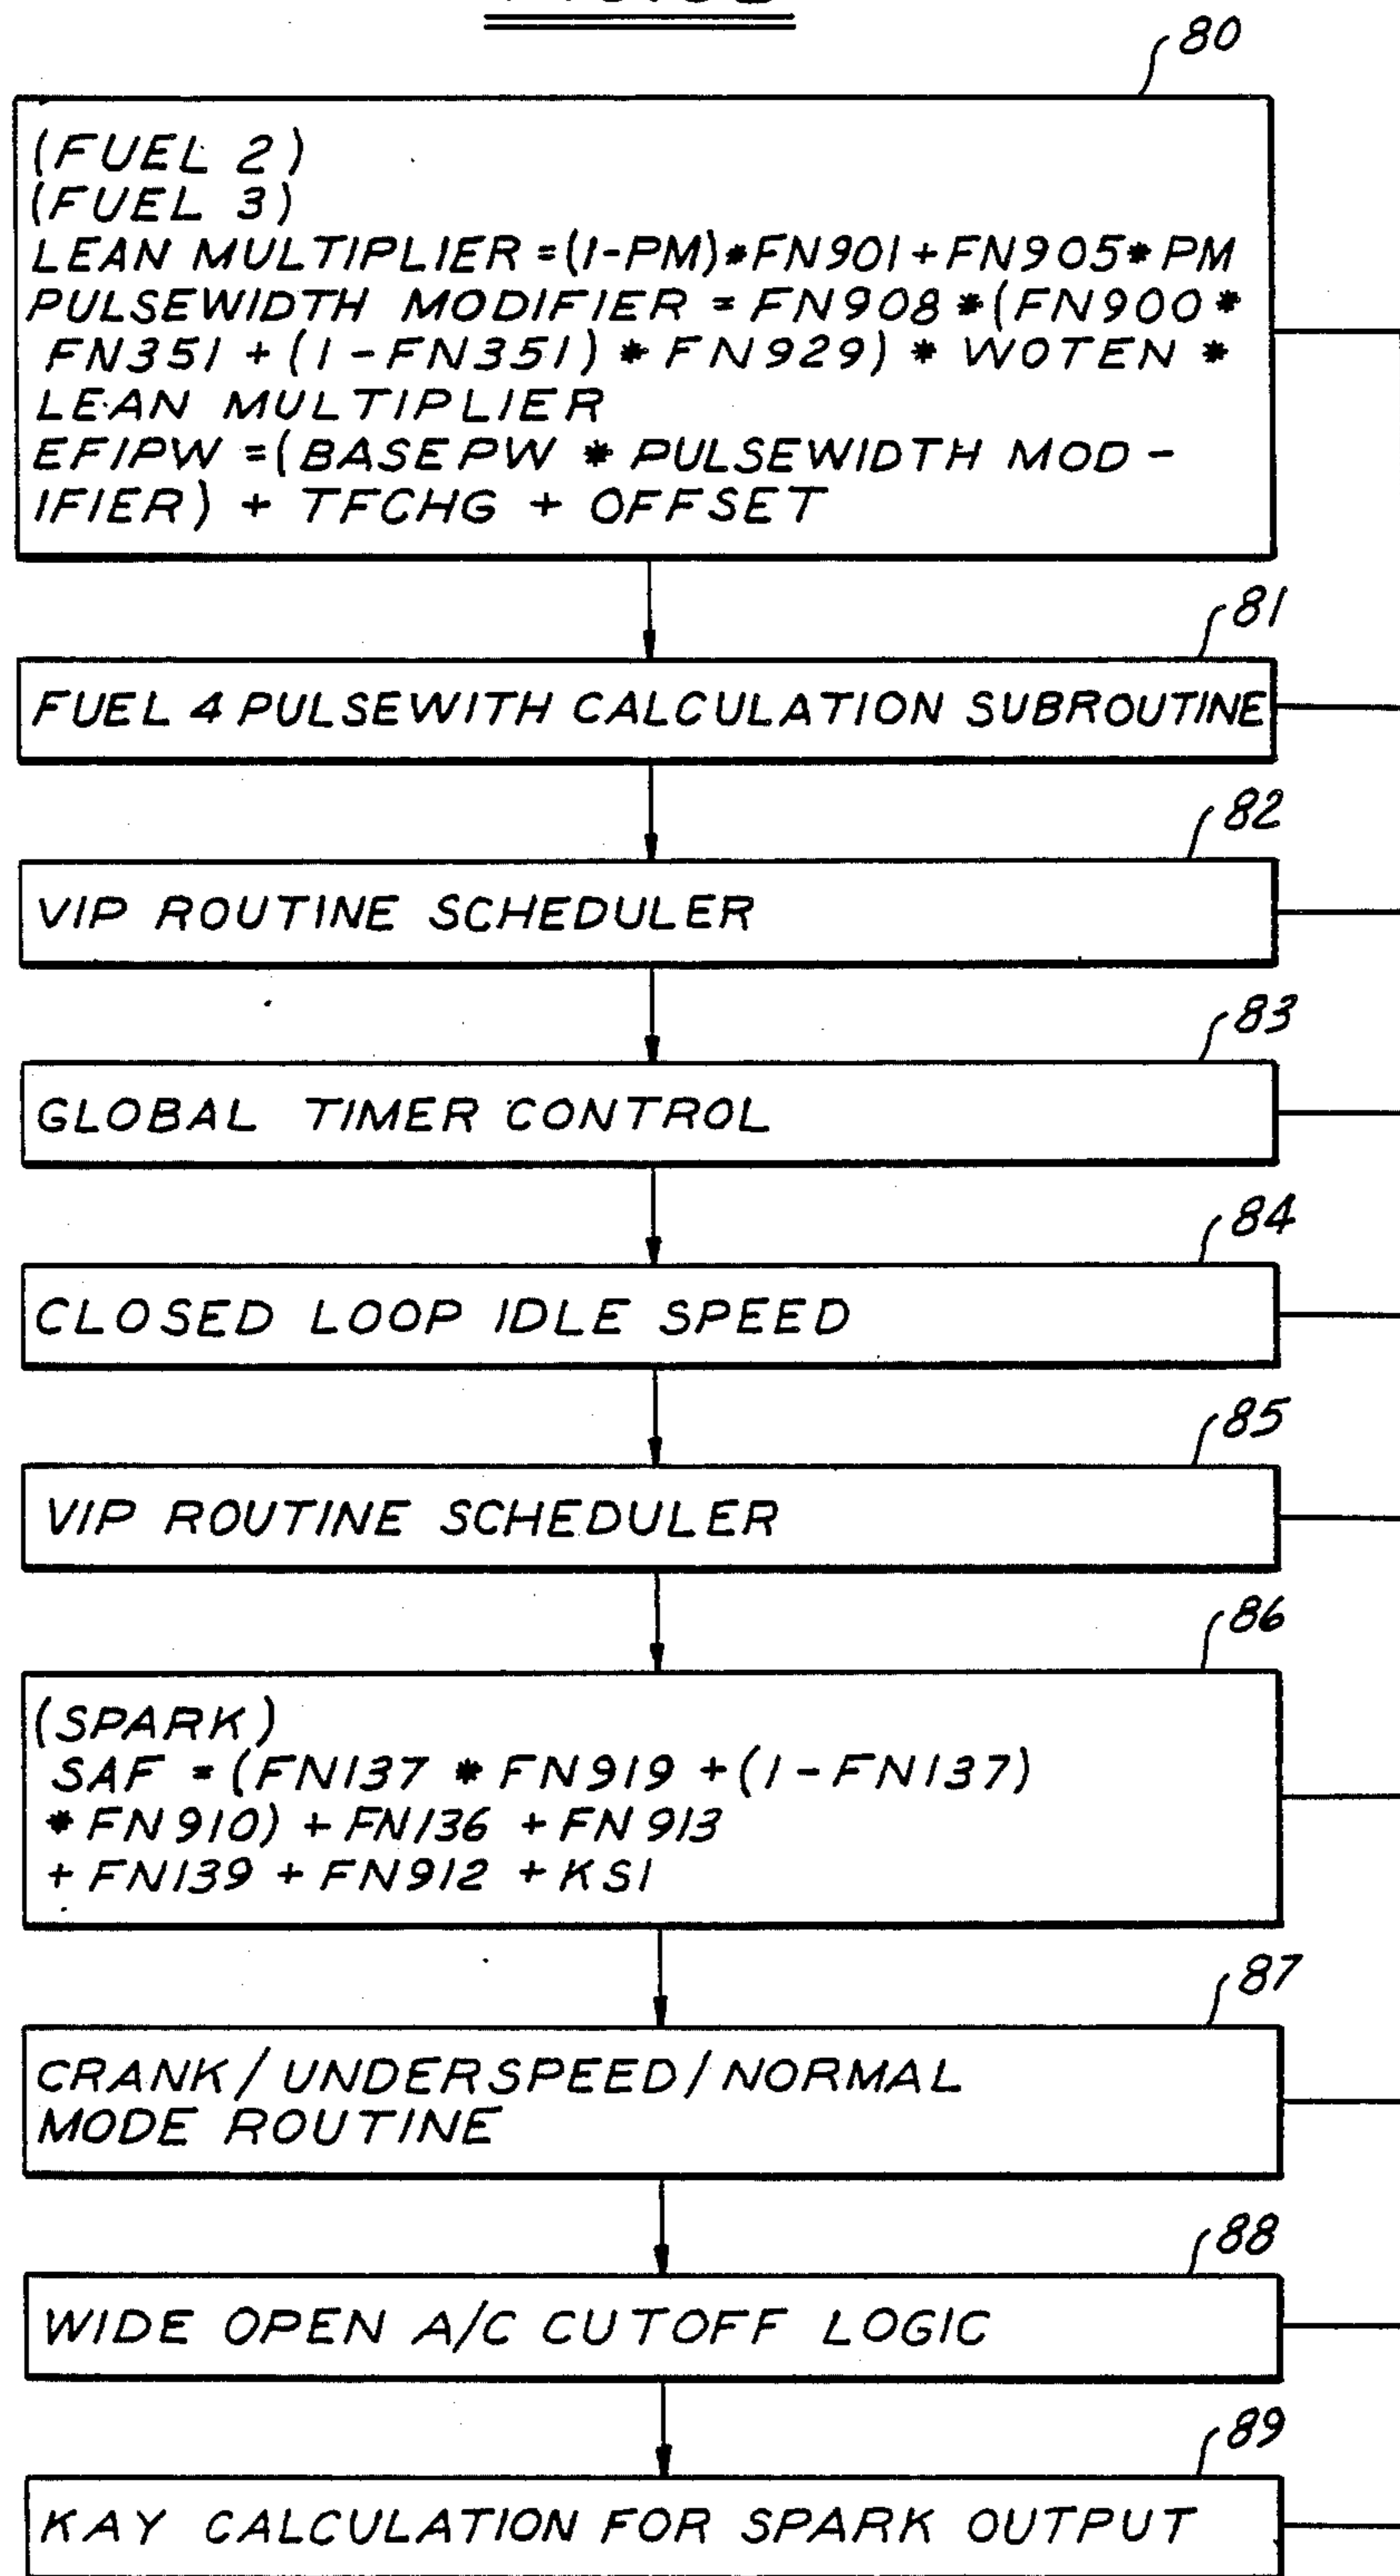 80
(FUEL 2)
(FUEL 3)
LEAN MULTIPLIER =(1-PM)*FN901+FN905*PM
PULSEWIDTH MODIFIER = FN908 *(FN900*
FN351 + (1-FN351) * FN929) * WOTEN *
LEAN MULTIPLIER
EFIPW =(BASEPW * PULSEWIDTH MOD-
IFIER) + TFCHG + OFFSET
81
FUEL 4 PULSEWITH CALCULATION SUBROUTINE
82
VIP ROUTINE SCHEDULER
83
GLOBAL TIMER CONTROL
84
CLOSED LOOP IDLE SPEED
85
VIP ROUTINE SCHEDULER
86
(SPARK)
SAF = (FN137 * FN919 +(1-FN137)
* FN910) + FN136 + FN913
+ FN139 + FN912 + KS1
87
CRANK/UNDERSPEED/NORMAL
MODE ROUTINE
88
WIDE OPEN A/C CUTOFF LOGIC
89
KAY CALCULATION FOR SPARK OUTPUT